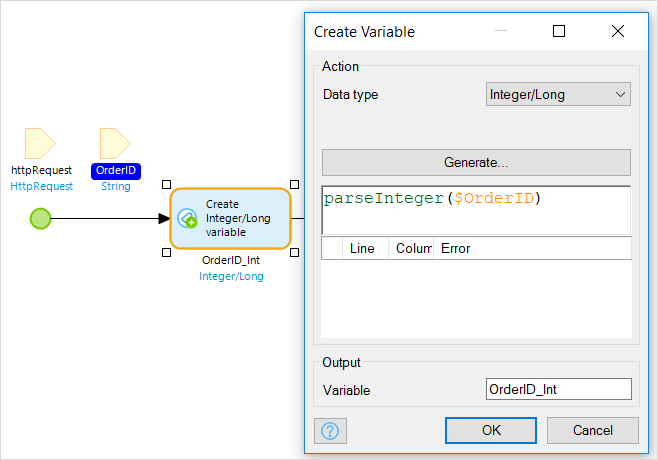 httpRequest
HttpRequest
OrderID
String
Create
Integer/Long
variable
OrderID_Int
Integer/Long
Create Variable
Action
Data type
Integer/Long
Generate...
parseInteger($OrderID)
Line Colum Error
Output
Variable
OrderID_Int
?
OK
Cancel